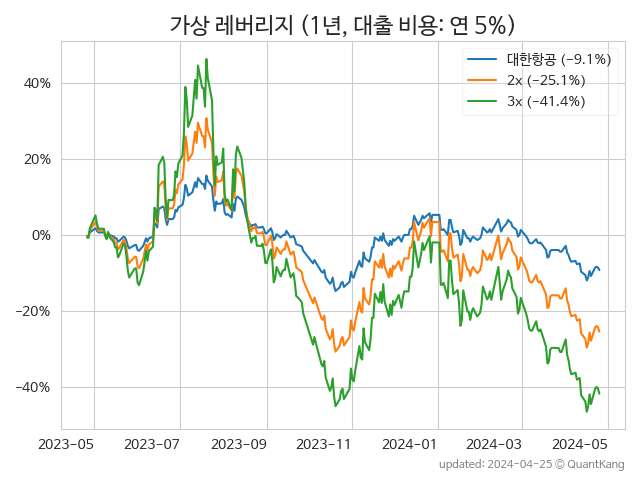 가상 레버리지 (1년, 대출 비용: 연 5%)
대한항공 (−9.1%)
2x (−25.1%)
3x (−41.4%)
40%
20%
0%
−20%
−40%
2023-05 2023-07 2023-09 2023-11 2024-01 2024-03 2024-05
updated: 2024-04-25 © QuantKang